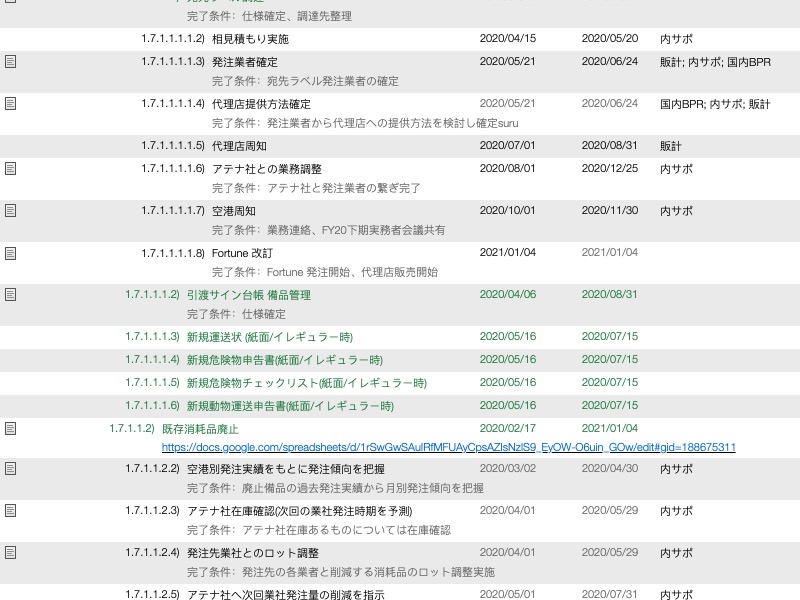 完了条件：仕様確定、調達先整理
1.7.1.1.1.1.2) 相見積もり実施 2020/04/15 2020/05/20 内サポ
1.7.1.1.1.1.3) 発注業者確定 2020/05/21 2020/06/24 販計; 内サポ; 国内BPR
完了条件：宛先ラベル発注業者の確定
1.7.1.1.1.1.4) 代理店提供方法確定 2020/05/21 2020/06/24 国内BPR; 内サポ; 販計
完了条件：発注業者から代理店への提供方法を検討し確定suru
1.7.1.1.1.1.5) 代理店周知 2020/07/01 2020/08/31 販計
1.7.1.1.1.1.6) アテナ社との業務調整 2020/08/01 2020/12/25 内サポ
完了条件：アテナ社と発注業者の繋ぎ完了
1.7.1.1.1.1.7) 空港周知 2020/10/01 2020/11/30 内サポ
完了条件：業務連絡、FY20下期実務者会議共有
1.7.1.1.1.1.8) Fortune 改訂 2021/01/04 2021/01/04
完了条件：Fortune 発注開始、代理店販売開始
1.7.1.1.1.2) 引渡サイン台帳 備品管理 2020/04/06 2020/08/31
完了条件：仕様確定
1.7.1.1.1.3) 新規運送状 (紙面/イレギュラー時) 2020/05/16 2020/07/15
1.7.1.1.1.4) 新規危険物申告書(紙面/イレギュラー時) 2020/05/16 2020/07/15
1.7.1.1.1.5) 新規危険物チェックリスト(紙面/イレギュラー時) 2020/05/16 2020/07/15
1.7.1.1.1.6) 新規動物運送申告書(紙面/イレギュラー時) 2020/05/16 2020/07/15
1.7.1.1.2) 既存消耗品廃止 2020/02/17 2021/01/04
https://docs.google.com/spreadsheets/d/1rSwGwSAulRfMFUAyCpsAZlsNzlS9_EyOW-O6uin_GOw/edit#gid=188675311
1.7.1.1.2.2) 空港別発注実績をもとに発注傾向を把握 2020/03/02 2020/04/30 内サポ
完了条件：廃止備品の過去発注実績から月別発注傾向を把握
1.7.1.1.2.3) アテナ社在庫確認(次回の業社発注時期を予測) 2020/04/01 2020/05/29 内サポ
完了条件：アテナ社在庫あるものについては在庫確認
1.7.1.1.2.4) 発注先業社とのロット調整 2020/04/01 2020/05/29 内サポ
完了条件：発注先の各業者と削減する消耗品のロット調整実施
1.7.1.1.2.5) アテナ社へ次回業社発注量の削減を指示 2020/05/01 2020/07/31 内サポ